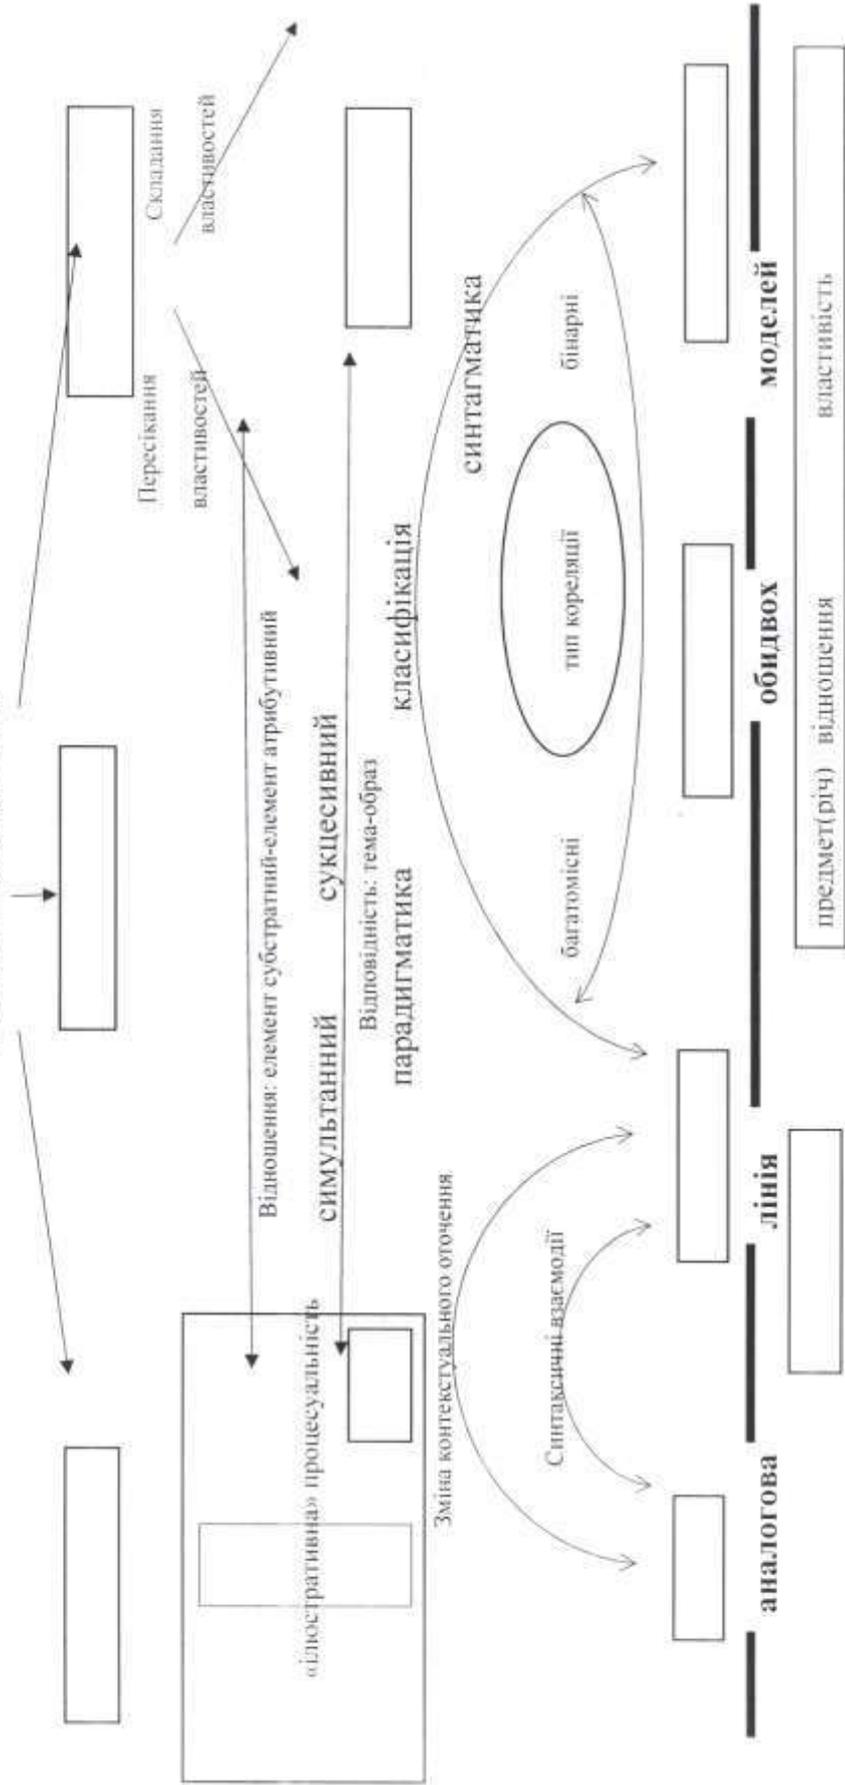 Пересікання
властивостей
Складання
властивостей
Відношення: елемент субстратний-елемент атрибутивний
«ілюстративна» процесуальність
симультанний сукцесивний
Відповідність: тема-образ
парадигматика
класифікація
синтагматика
Зміна контекстуального оточення
Синтаксичні взаємодії
багатомісні
тип кореляції
бінарні
аналогова лінія обидвох моделей
предмет(річ) відношення властивість